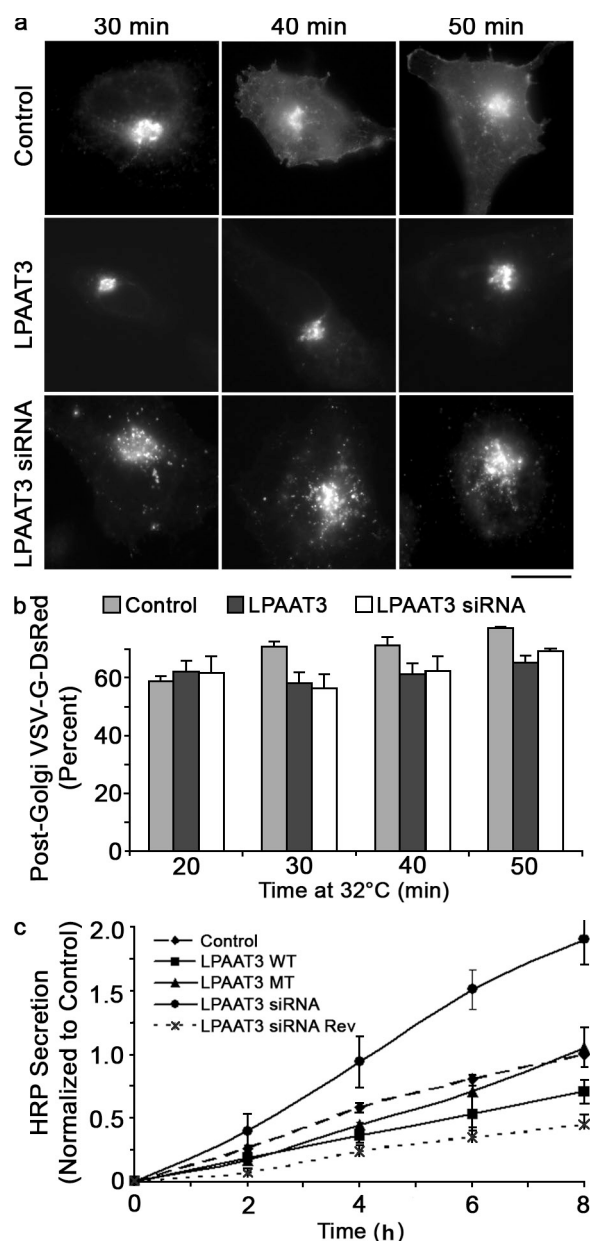 a
30 min 40 min 50 min
Control
LPAAT3
LPAAT3 siRNA
b
Control LPAAT3 LPAAT3 siRNA
Post-Golgi VSV-G-DsRed
(Percent)
60
40
20
0
20 30 40 50
Time at 32°C (min)
c
HRP Secretion
(Normalized to Control)
2.0
1.5
1.0
0.5
0
Control
LPAAT3 WT
LPAAT3 MT
LPAAT3 siRNA
LPAAT3 siRNA Rev
0 2 4 6 8
Time (h)